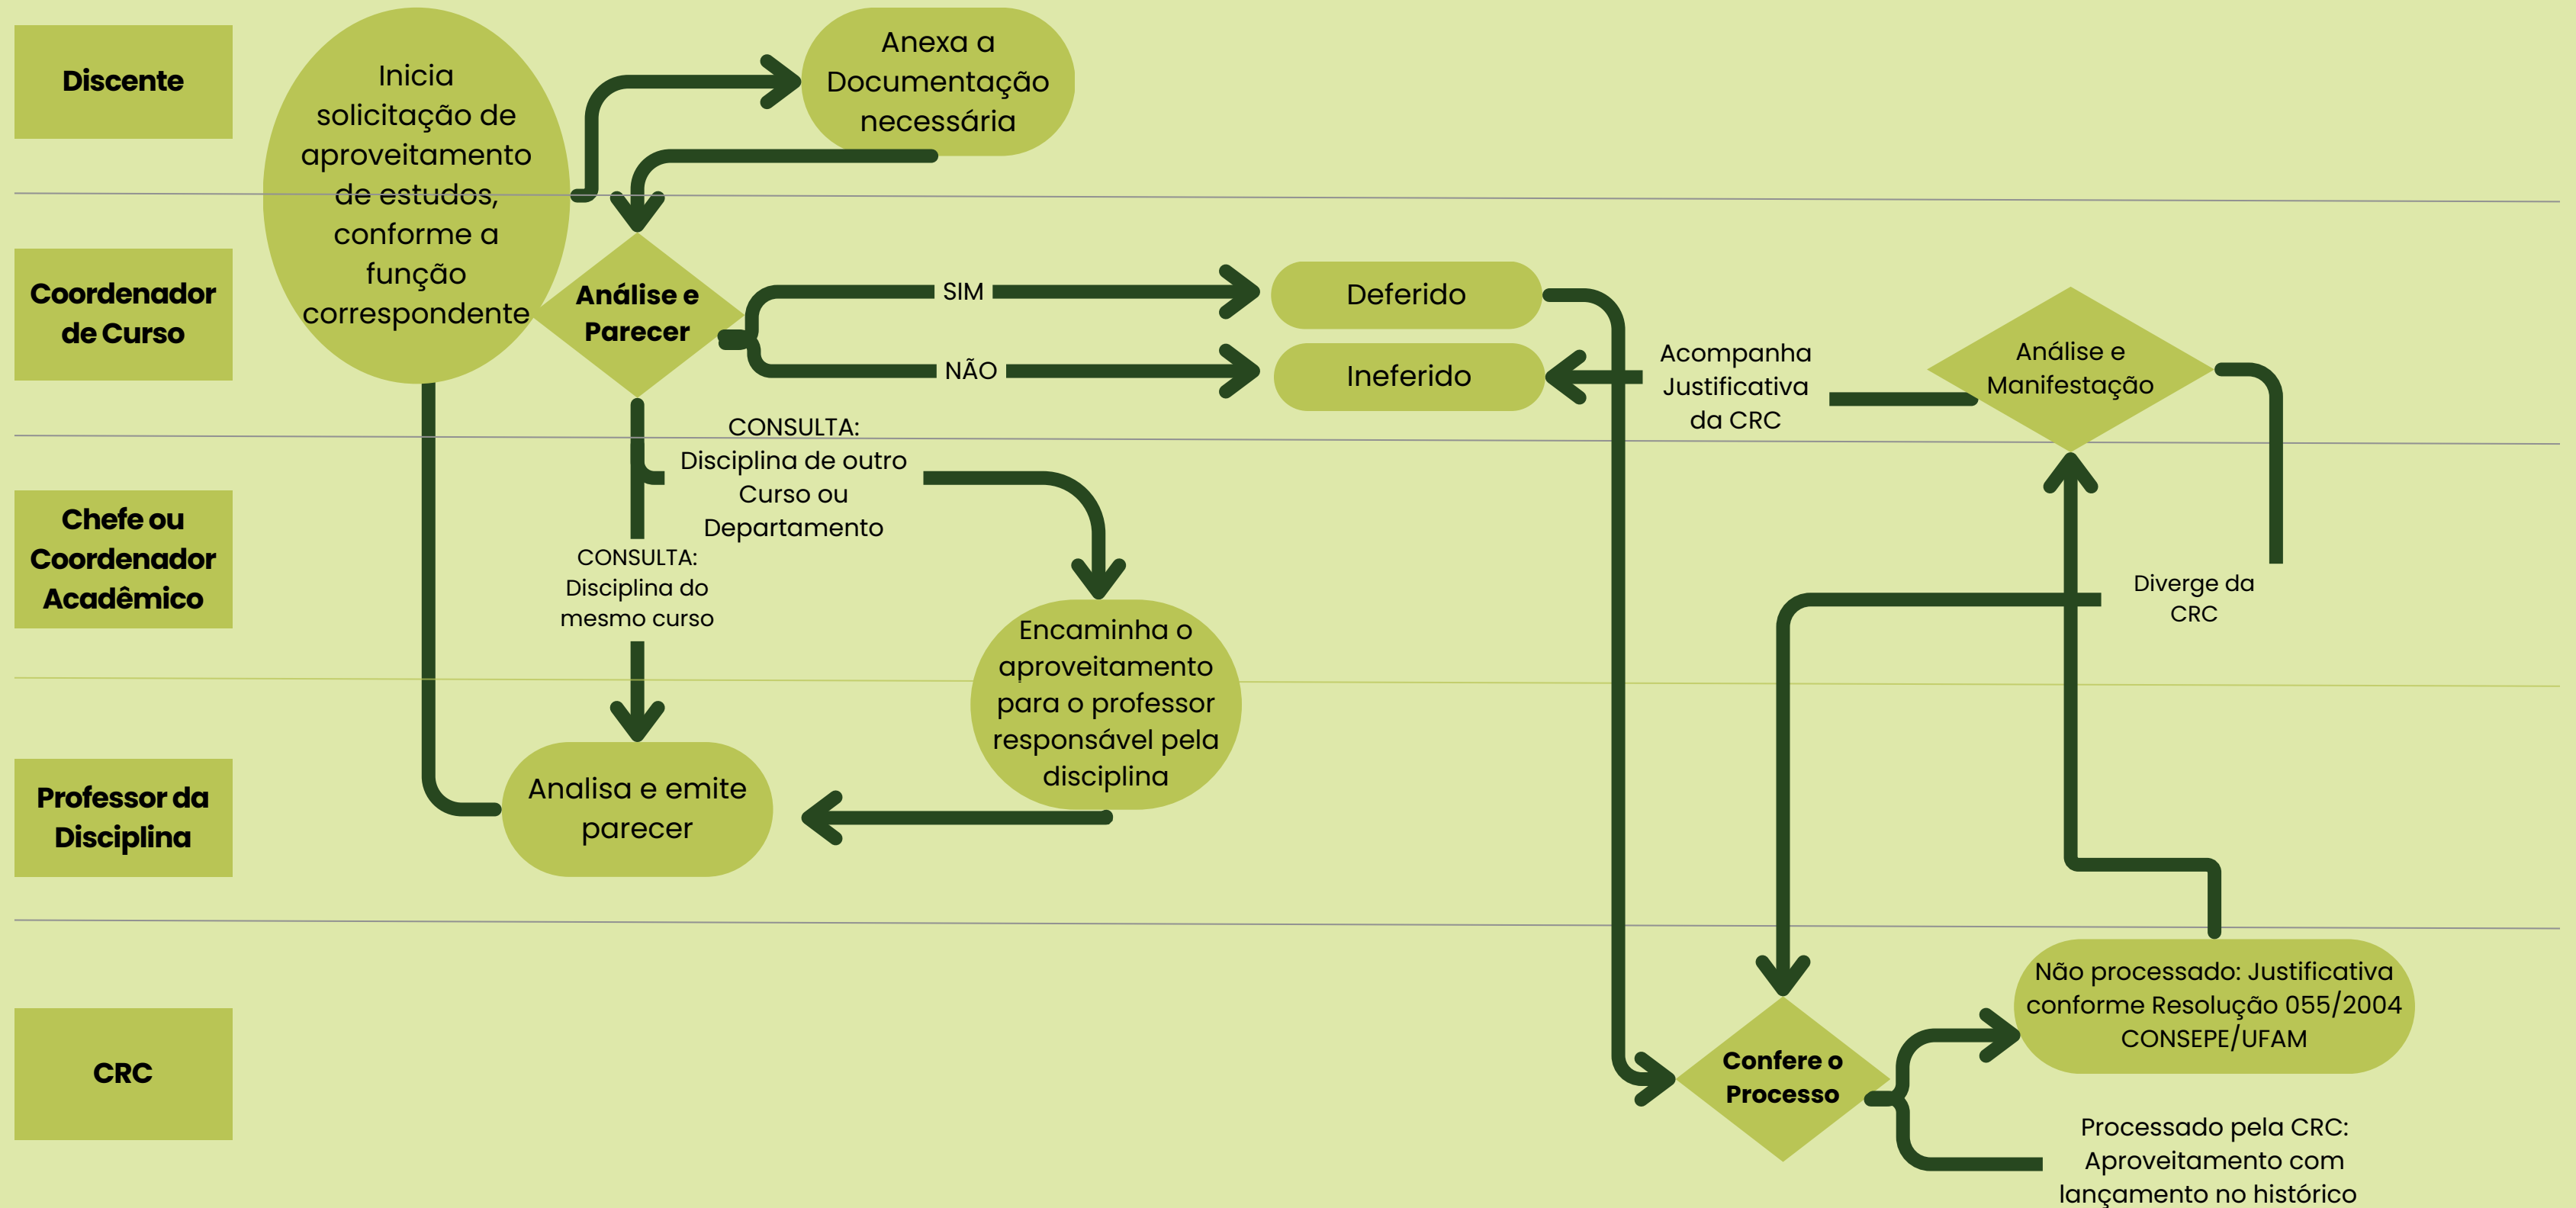 Discente
Inicia
solicitação de
aproveitamento
de estudos,
conforme a
função
correspondente
Anexa a
Documentação
necessária
Coordenador
de Curso
Análise e
Parecer
SIM
NÃO
Deferido
Ineferido
Acompanha
Justificativa
da CRC
Análise e
Manifestação
Chefe ou
Coordenador
Acadêmico
CONSULTA:
Disciplina de outro
Curso ou
Departamento
CONSULTA:
Disciplina do
mesmo curso
Encaminha o
aproveitamento
para o professor
responsável pela
disciplina
Diverge da
CRC
Professor da
Disciplina
Analisa e emite
parecer
CRC
Confere o
Processo
Não processado: Justificativa
conforme Resolução 055/2004
CONSEPE/UFAM
Processado pela CRC:
Aproveitamento com
lançamento no histórico